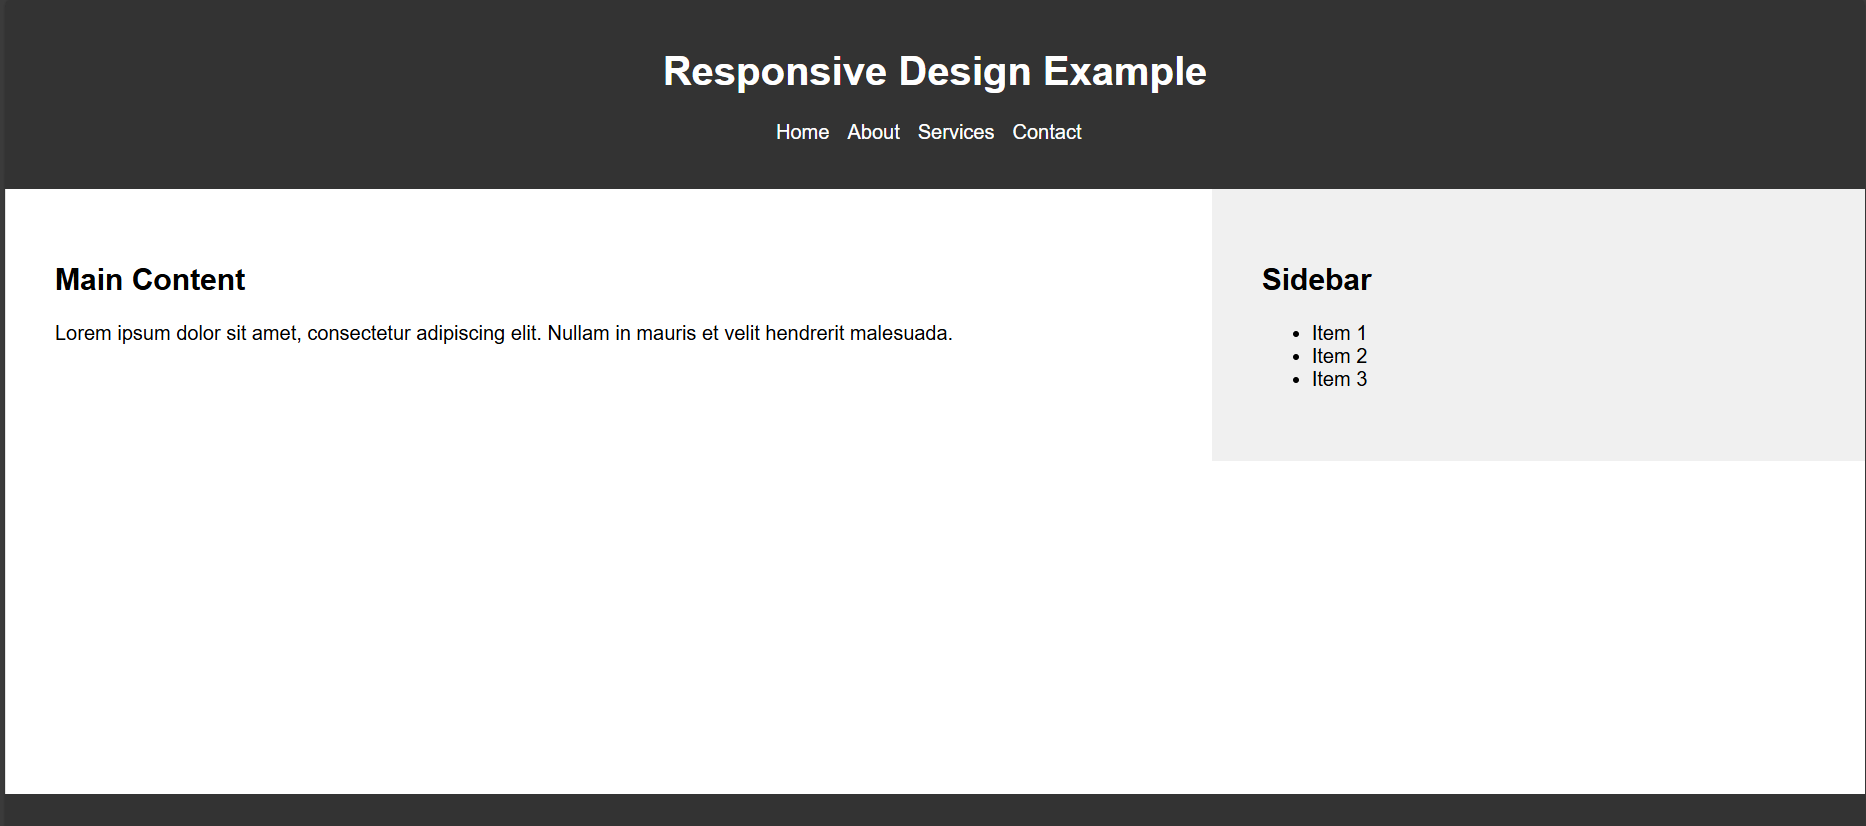 Responsive Design Example
Home About Services Contact
Main Content
Lorem ipsum dolor sit amet, consectetur adipiscing elit. Nullam in mauris et velit hendrerit malesuada.
Sidebar
• Item 1
• Item 2
• Item 3